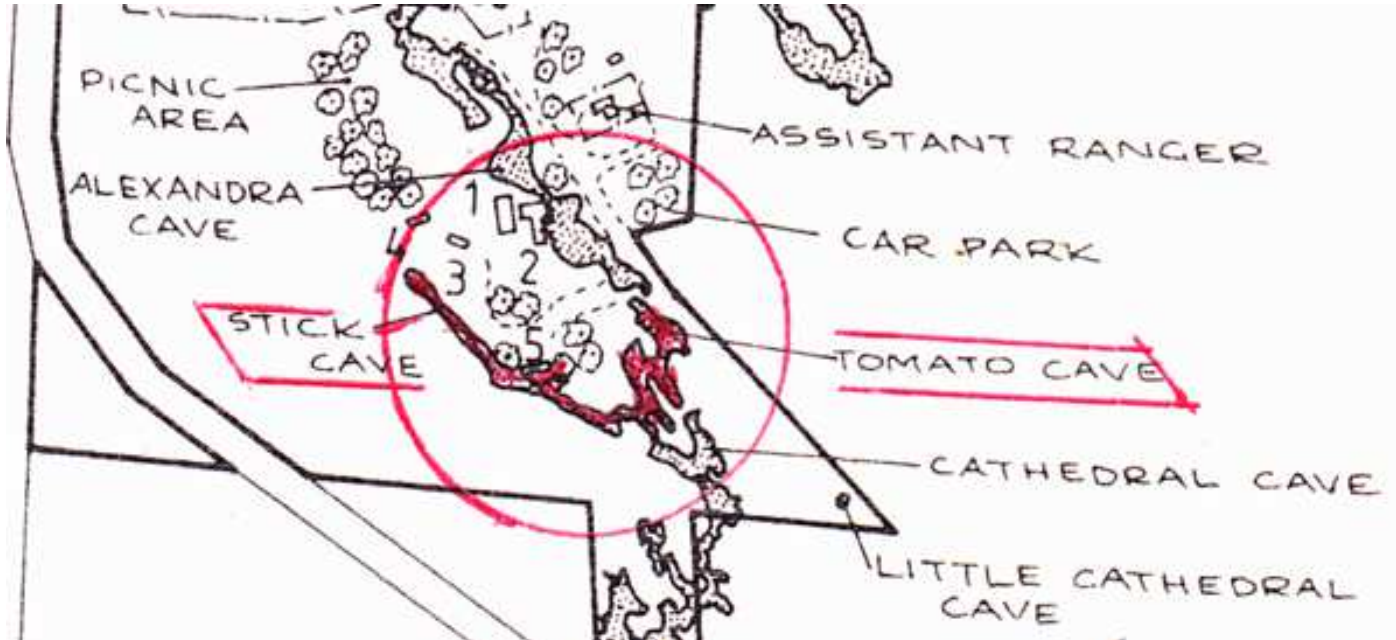 PICNIC
AREA
ASSISTANT RANGER
ALEXANDRA
CAVE
1
CAR PARK
4
2
3
STICK
CAVE
5
TOMATO CAVE
CATHEDRAL CAVE
LITTLE CATHEDRAL
CAVE